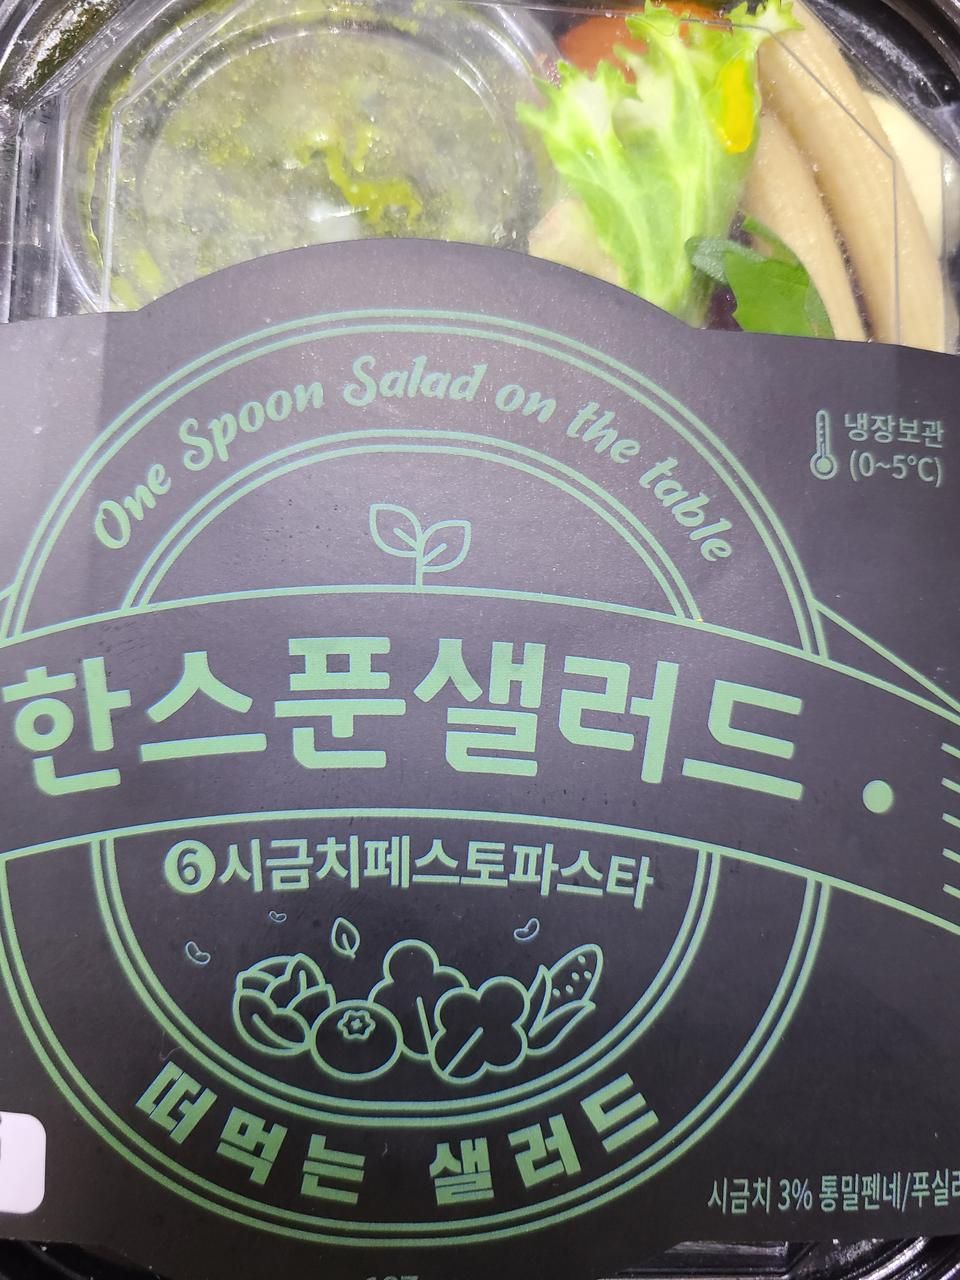 One Spoon Salad on the table
냉장보관
(0~5°C)
한스푼샐러드
6시금치페스토파스타
떠먹는 샐러드
시금치 3% 통밀펜네/푸실